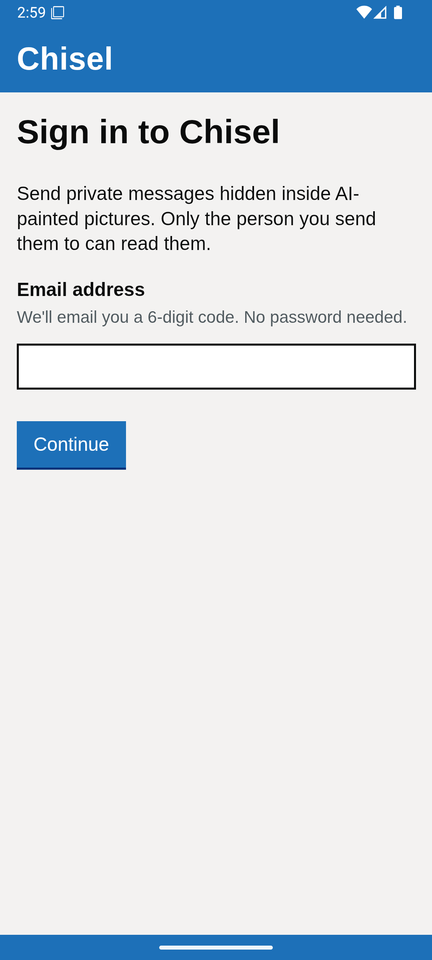 2:59
Chisel
Sign in to Chisel
Send private messages hidden inside AI-
painted pictures. Only the person you send
them to can read them.
Email address
We'll email you a 6-digit code. No password needed.
Continue